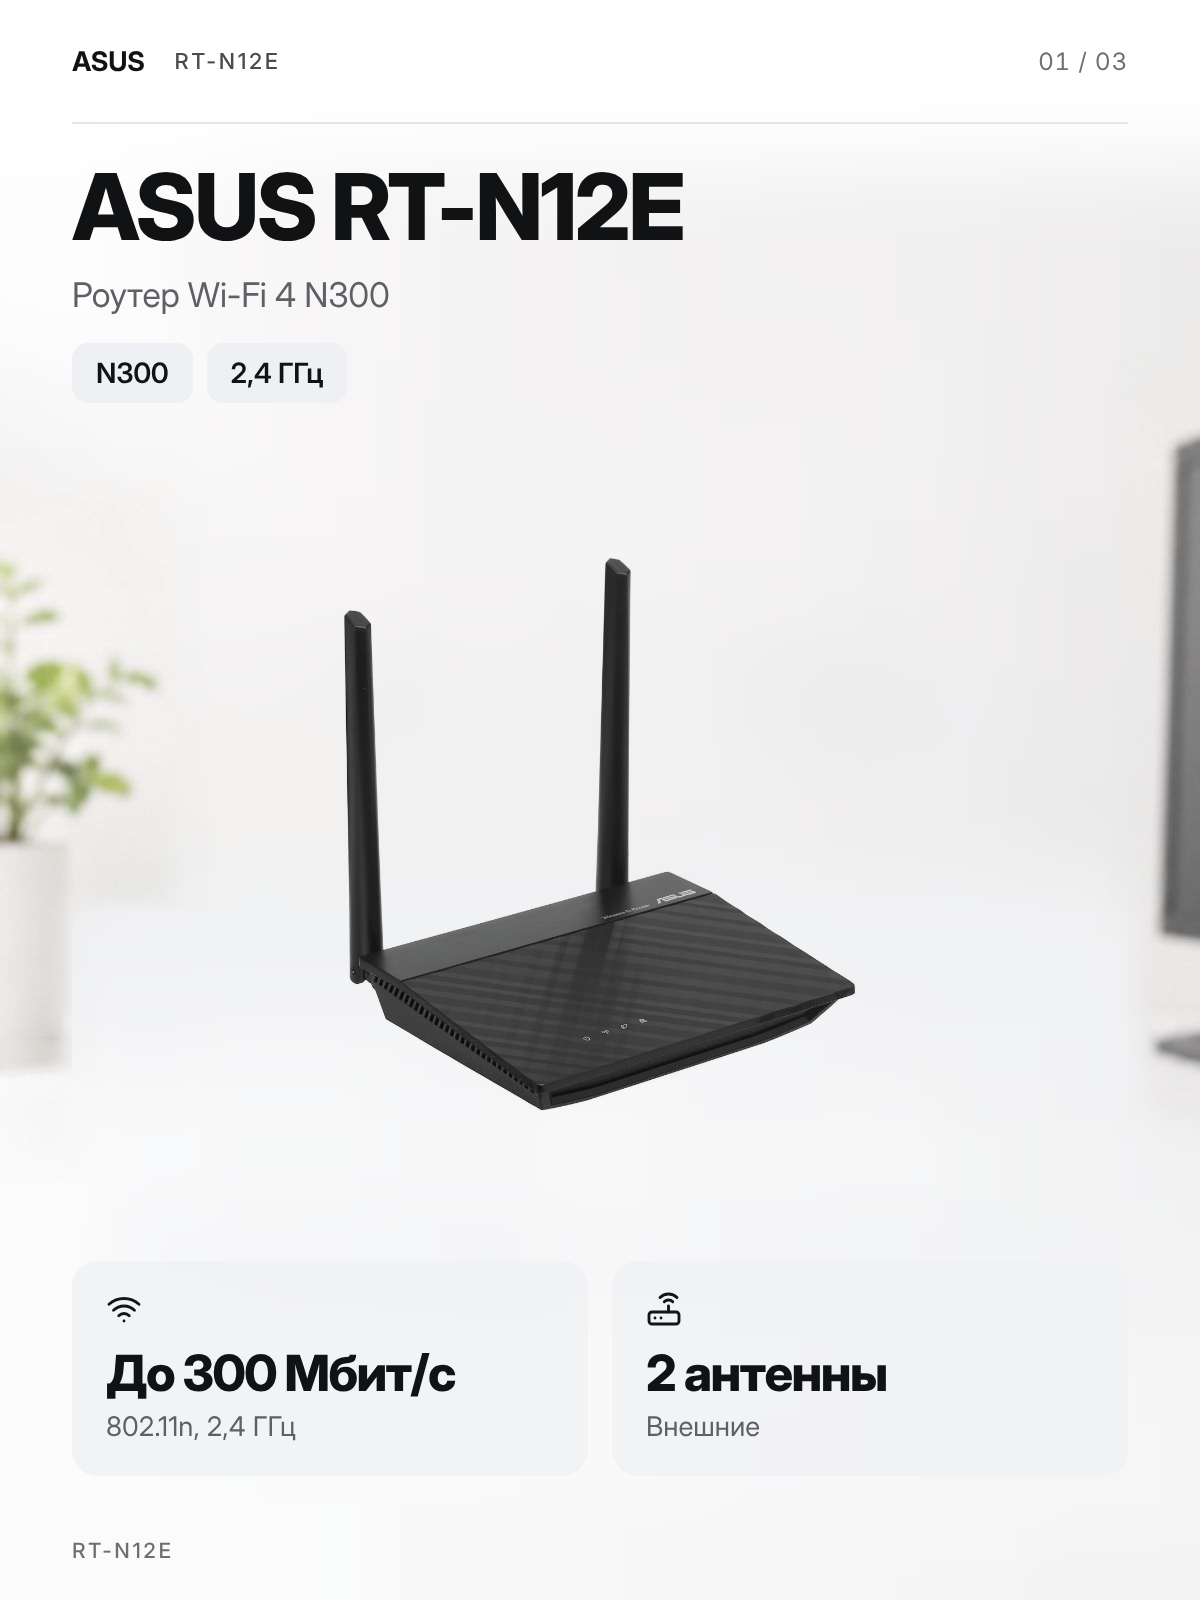 ASUS RT-N12E 01 / 03
ASUS RT-N12E
Роутер Wi-Fi 4 N300
N300 2,4 ГГц
ASUS
До 300 Мбит/с
802.11n, 2,4 ГГц
2 антенны
Внешние
RT-N12E